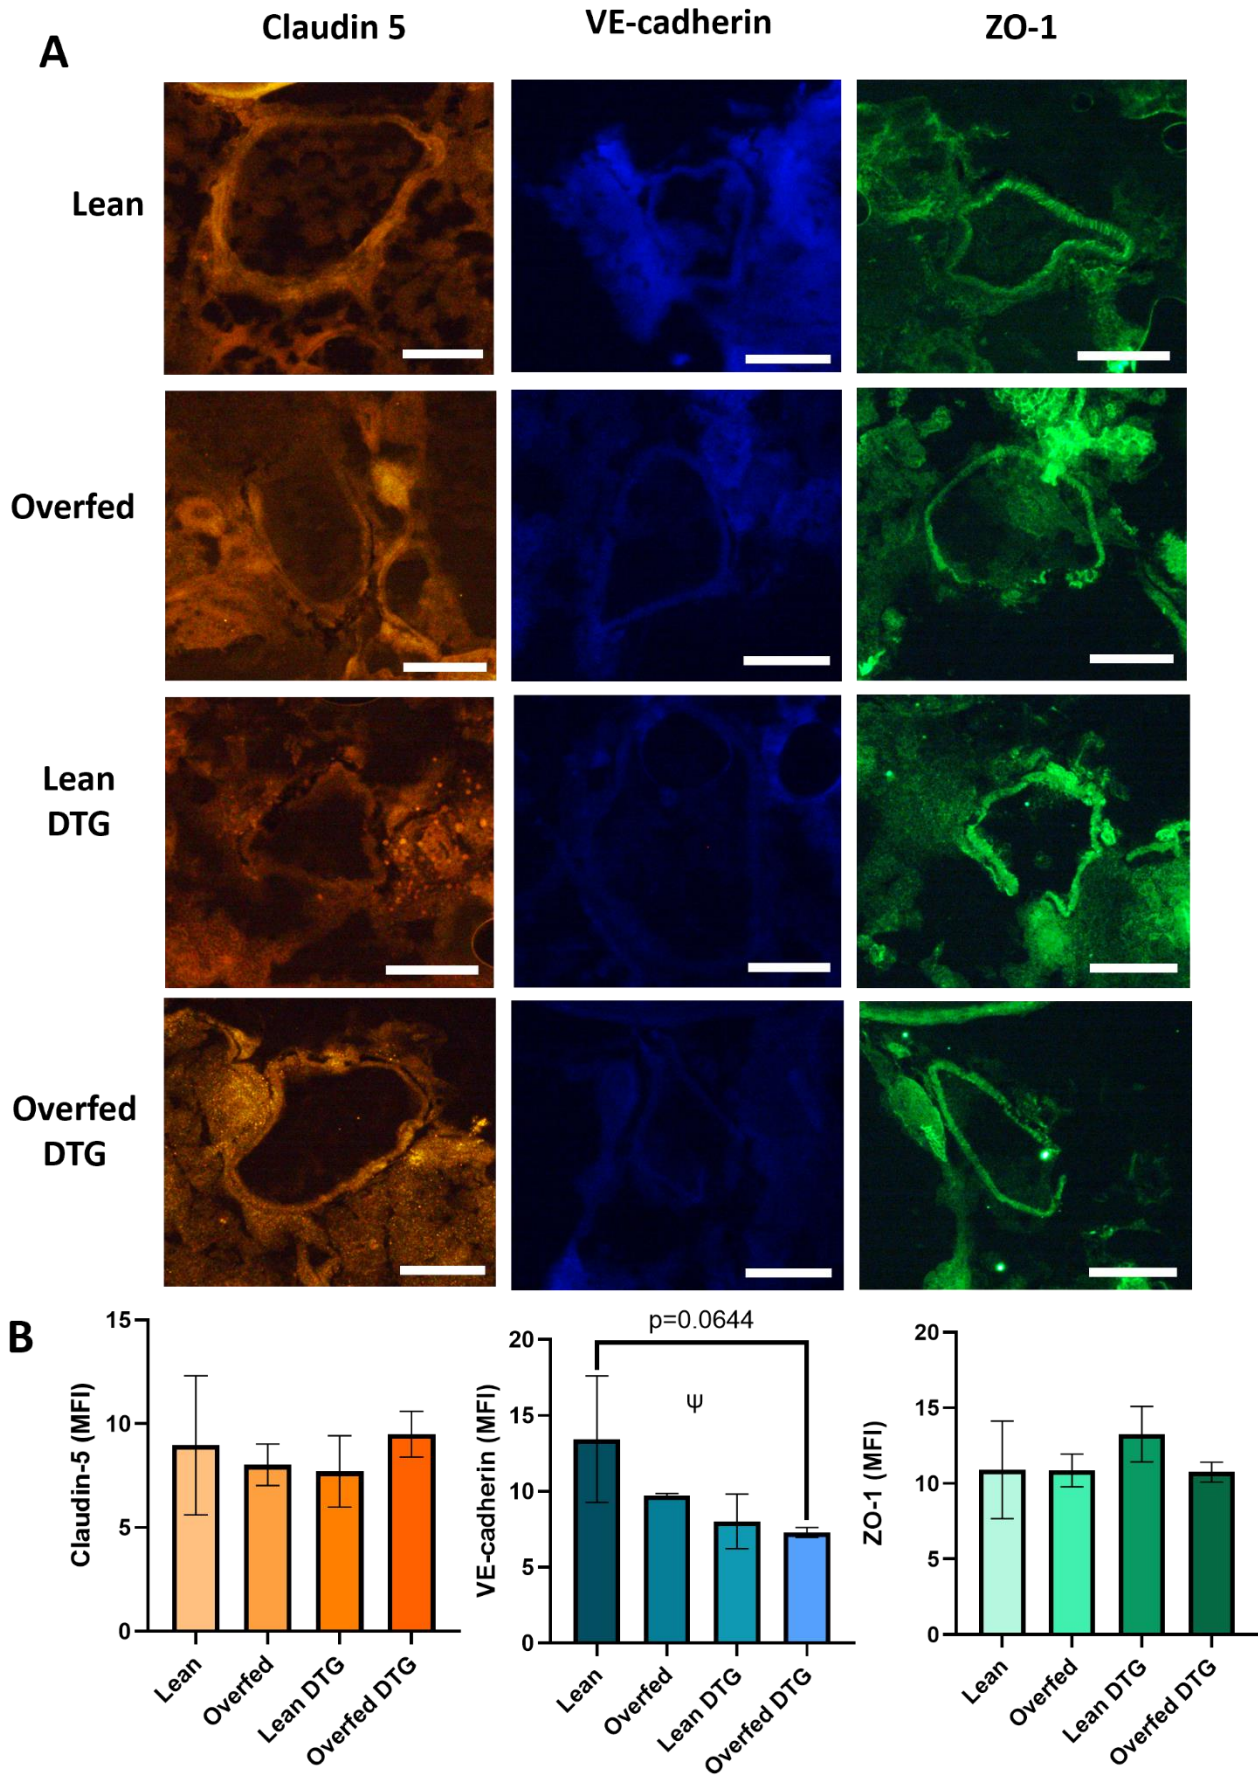 A
Claudin 5
VE-cadherin
ZO-1
Lean
Overfed
Lean
DTG
Overfed
DTG
B
Claudin-5 (MFI)
15
10
5
0
Lean
Overfed
Lean DTG
Overfed DTG
VE-cadherin (MFI)
20
15
10
5
0
p=0.0644
ψ
Lean
Overfed
Lean DTG
Overfed DTG
ZO-1 (MFI)
20
15
10
5
0
Lean
Overfed
Lean DTG
Overfed DTG